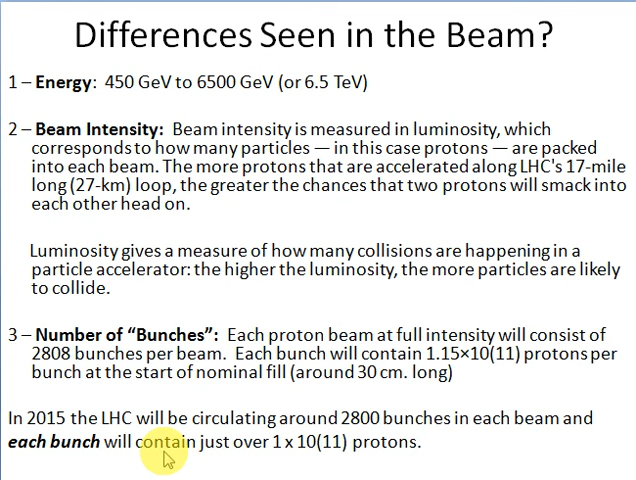 Differences Seen in the Beam?
1 – Energy: 450 GeV to 6500 GeV (or 6.5 TeV)
2 – Beam Intensity: Beam intensity is measured in luminosity, which
corresponds to how many particles — in this case protons — are packed
into each beam. The more protons that are accelerated along LHC's 17-mile
long (27-km) loop, the greater the chances that two protons will smack into
each other head on.
Luminosity gives a measure of how many collisions are happening in a
particle accelerator: the higher the luminosity, the more particles are likely
to collide.
3 – Number of “Bunches”: Each proton beam at full intensity will consist of
2808 bunches per beam. Each bunch will contain 1.15×10(11) protons per
bunch at the start of nominal fill (around 30 cm. long)
In 2015 the LHC will be circulating around 2800 bunches in each beam and
each bunch will contain just over 1 x 10(11) protons.